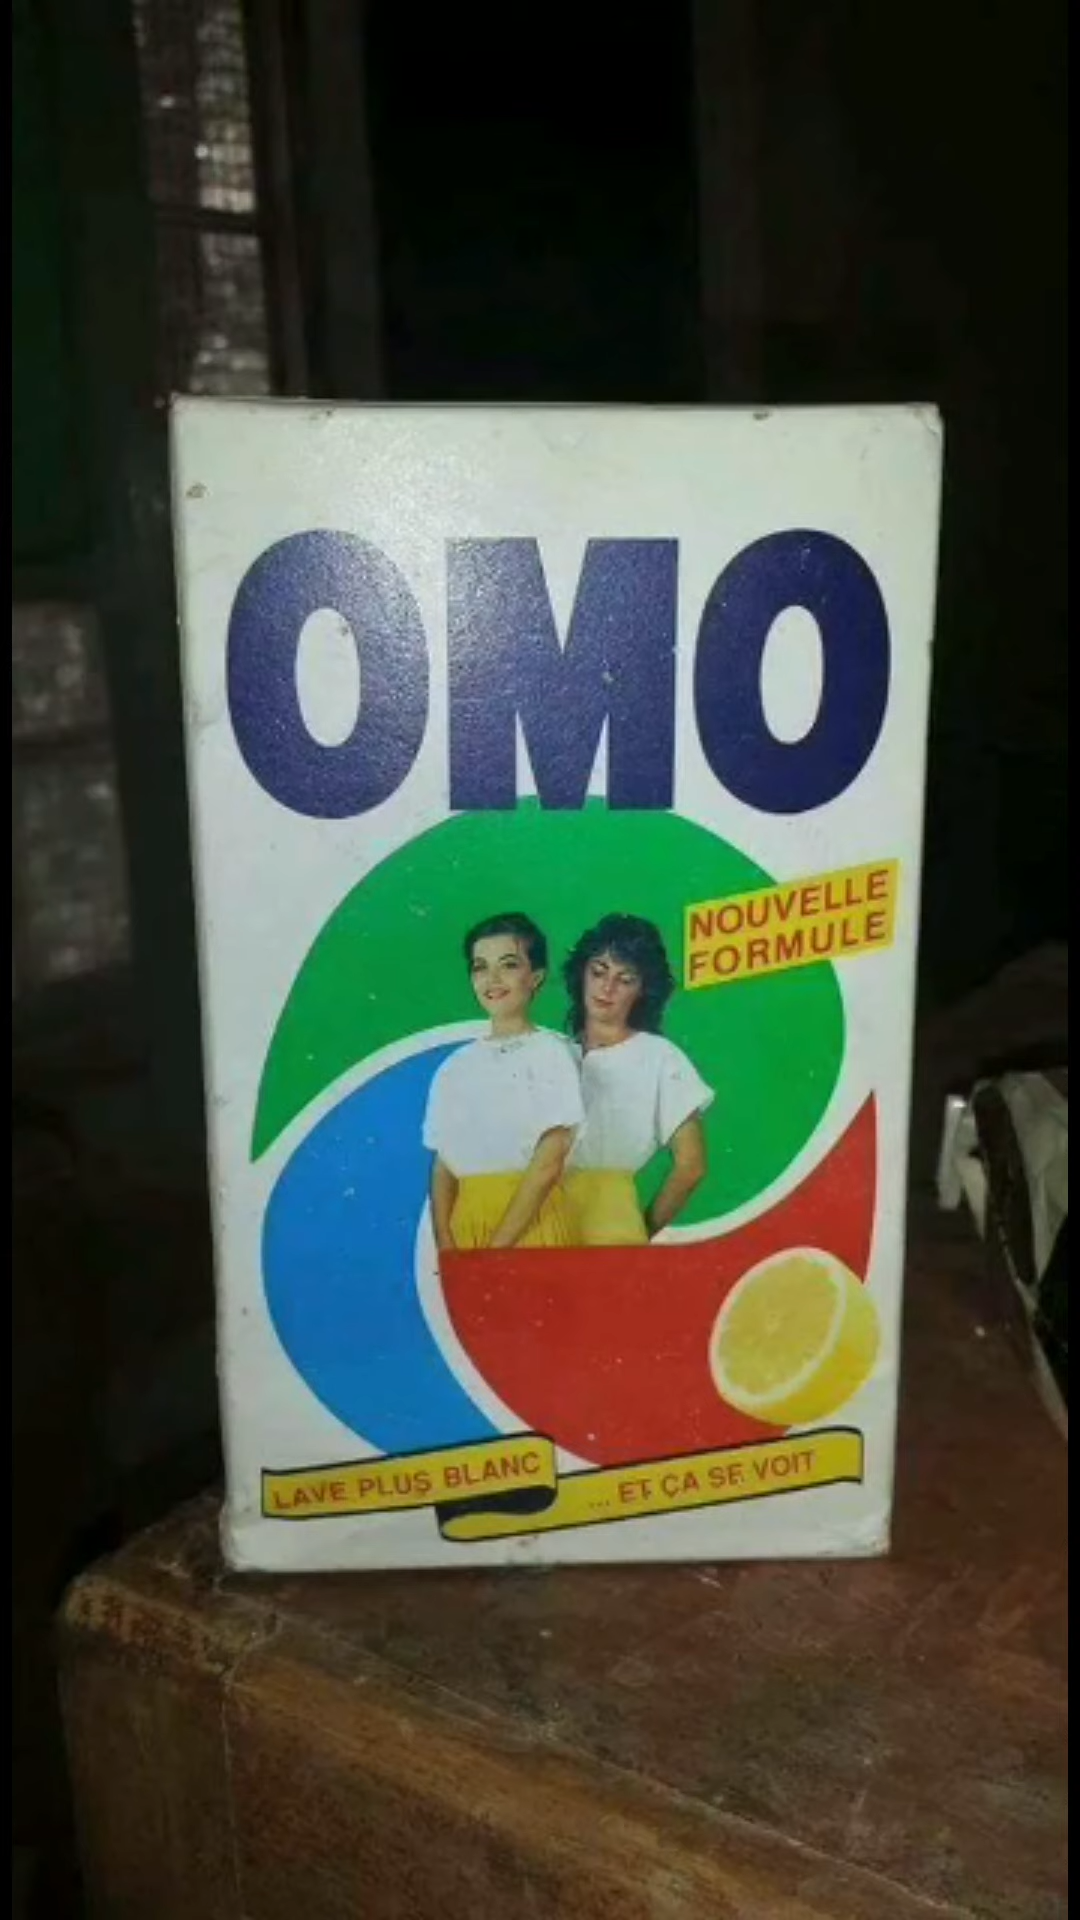 OMO
NOUVELLE
FORMULE
LAVE PLUS BLANC
... ET ÇA SE VOIT